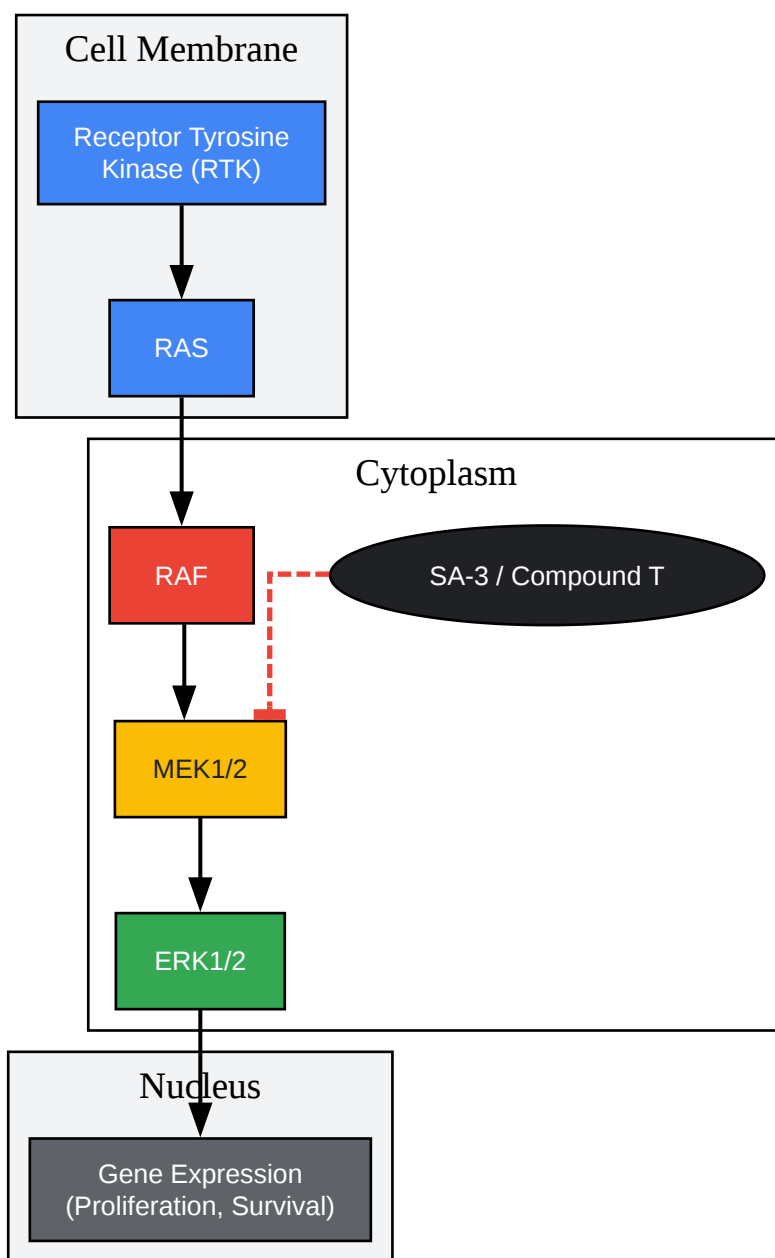 Cell Membrane
Receptor Tyrosine
Kinase (RTK)
RAS
Cytoplasm
RAF
SA-3 / Compound T
MEK1/2
ERK1/2
Nucleus
Gene Expression
(Proliferation, Survival)